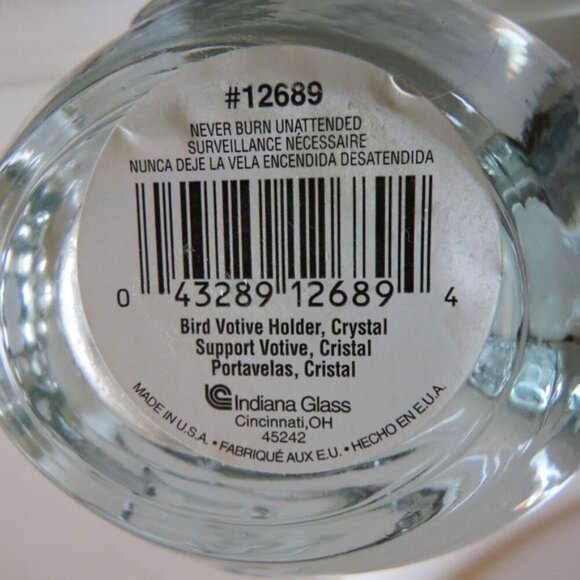 #12689
NEVER BURN UNATTENDED
SURVEILLANCE NÉCESSAIRE
NUNCA DEJE LA VELA ENCENDIDA DESATENDIDA
0 43289 12689 4
Bird Votive Holder, Crystal
Support Votive, Cristal
Portavelas, Cristal
Indiana Glass
Cincinnati,OH
45242
MADE IN U.S.A. • FABRIQUÉ AUX E.U. • HECHO EN E.U.A.